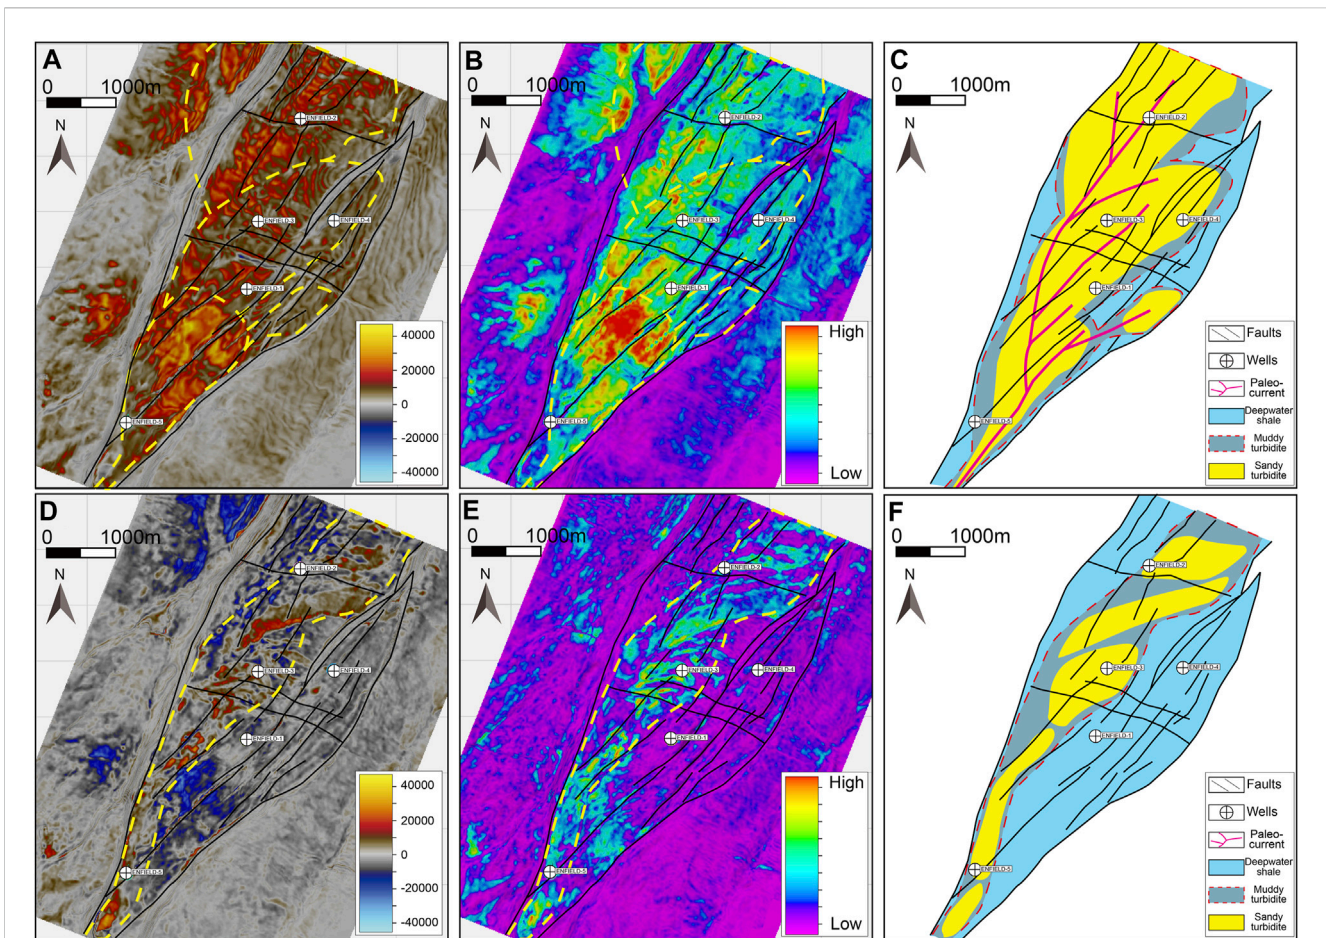 A
0
1000m
N
ENFIELD-2
ENFIELD-3
ENFIELD-4
ENFIELD-1
ENFIELD-5
40000
20000
0
-20000
-40000
B
0
1000m
N
ENFIELD-2
ENFIELD-3
ENFIELD-4
ENFIELD-1
ENFIELD-5
High
Low
C
0
1000m
N
ENFIELD-2
ENFIELD-3
ENFIELD-4
ENFIELD-1
ENFIELD-5
Faults
Wells
Paleo-
current
Deepwater
shale
Muddy
turbidite
Sandy
turbidite
D
0
1000m
N
ENFIELD-2
ENFIELD-3
ENFIELD-4
ENFIELD-1
ENFIELD-5
40000
20000
0
-20000
-40000
E
0
1000m
N
ENFIELD-2
ENFIELD-3
ENFIELD-4
ENFIELD-1
ENFIELD-5
High
Low
F
0
1000m
N
ENFIELD-2
ENFIELD-3
ENFIELD-4
ENFIELD-1
ENFIELD-5
Faults
Wells
Paleo-
current
Deepwater
shale
Muddy
turbidite
Sandy
turbidite